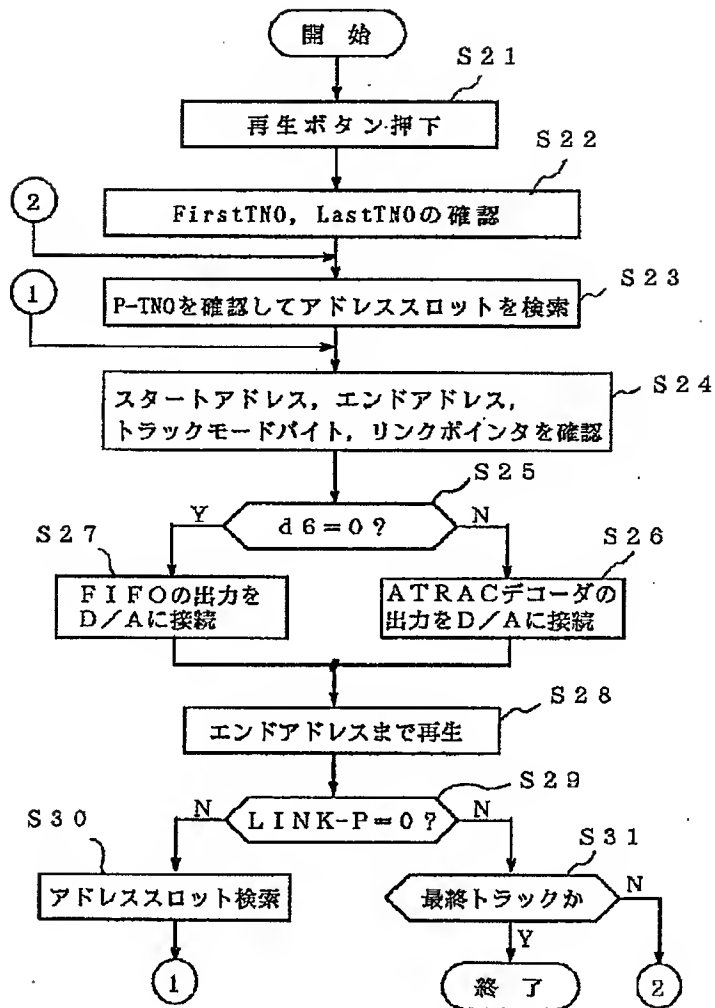 開 始
S21
再生ボタン押下
S22
②
FirstTNO, LastTNOの確認
S23
①
P-TNOを確認してアドレススロットを検索
S24
スタートアドレス, エンドアドレス,
トラックモードバイト, リンクポインタを確認
S25
Y
d6=0?
N
S27
S26
FIFOの出力を
D/Aに接続
ATRACデコーダの
出力をD/Aに接続
S28
エンドアドレスまで再生
S29
N
LINK-P=0?
N
S30
S31
アドレススロット検索
最終トラックか
N
Y
①
終 了
②